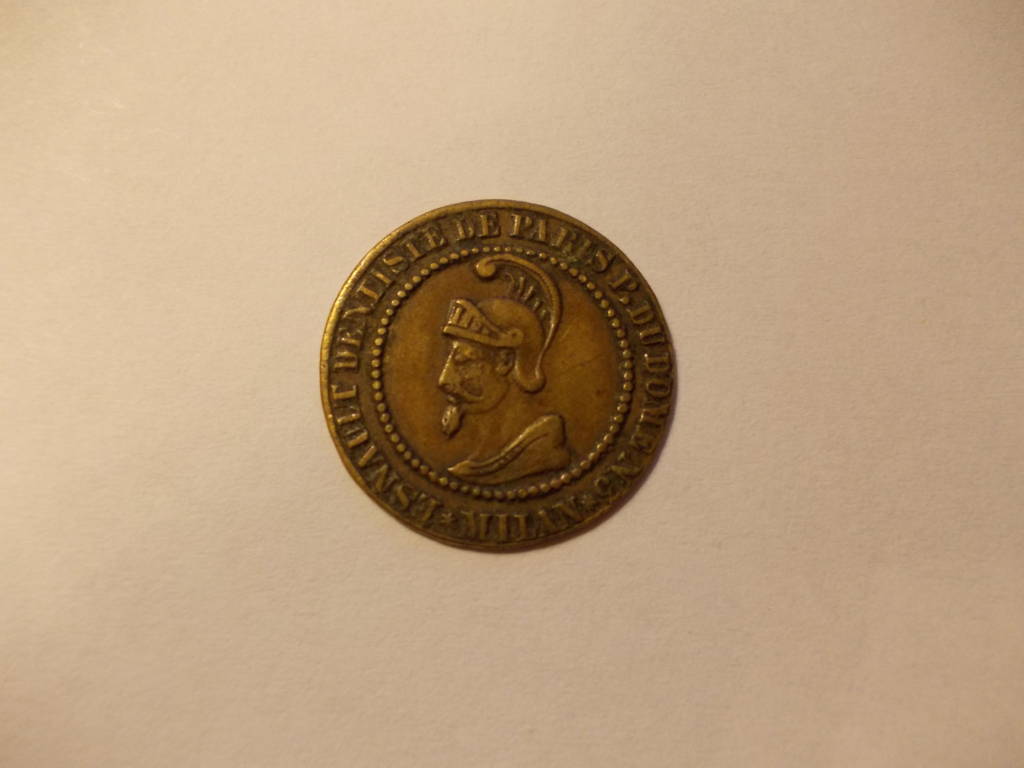 ESNAULT DENTISTE DE PARIS P. DU DOME N. 2
* MILAN *